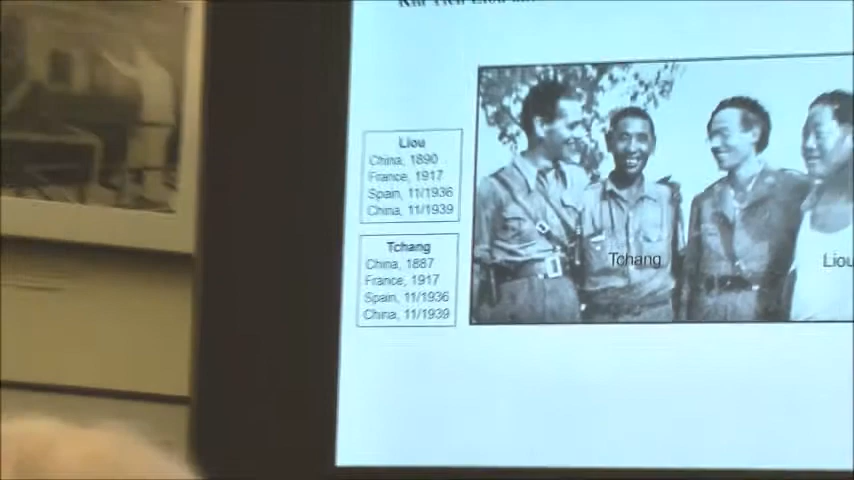 Liou
China, 1890
France, 1917
Spain, 11/1936
China, 11/1939
Tchang
China, 1887
France, 1917
Spain, 11/1936
China, 11/1939
Tchang
Liou